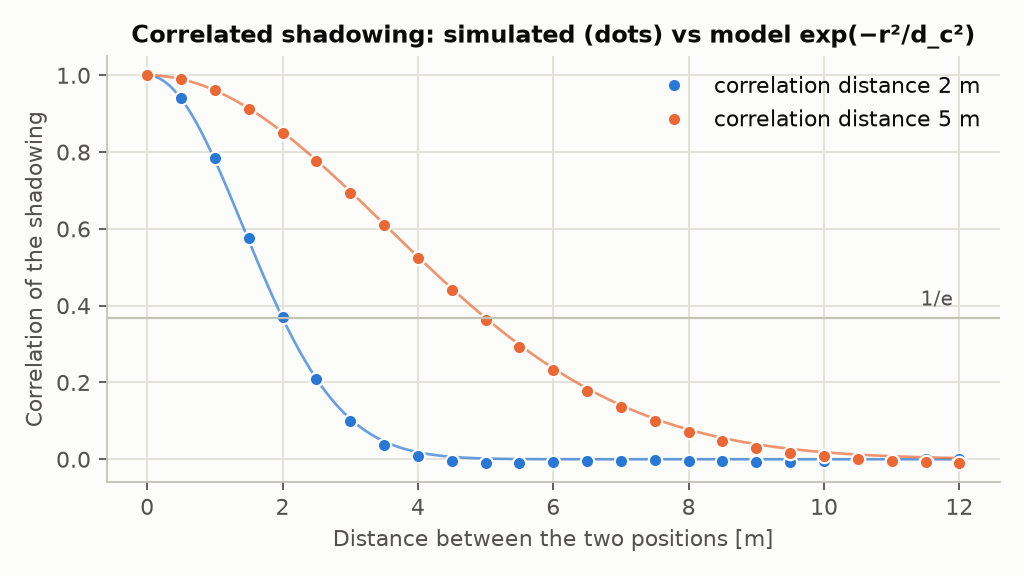 Correlated shadowing: simulated (dots) vs model exp(−r²/d_c²)
correlation distance 2 m
correlation distance 5 m
1/e
Correlation of the shadowing
1.0
0.8
0.6
0.4
0.2
0.0
0 2 4 6 8 10 12
Distance between the two positions [m]